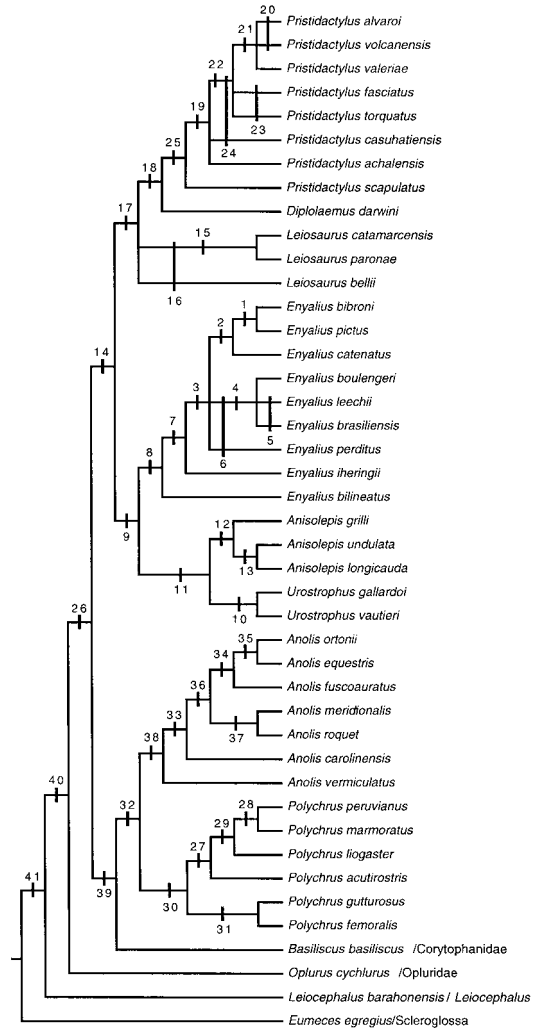 20
21
Pristidactylus alvaroi
Pristidactylus volcanensis
22
Pristidactylus valeriae
Pristidactylus fasciatus
19
Pristidactylus torquatus
23
25
Pristidactylus casuhatiensis
24
18
Pristidactylus achalensis
Pristidactylus scapulatus
17
Diplolaemus darwini
15
Leiosaurus catamarcensis
Leiosaurus paronae
Leiosaurus bellii
16
1
Enyalius bibroni
2
Enyalius pictus
14
Enyalius catenatus
3
4
Enyalius boulengeri
Enyalius leechii
7
Enyalius brasiliensis
5
8
Enyalius perditus
6
Enyalius iheringii
Enyalius bilineatus
9
12
Anisolepis grilli
Anisolepis undulata
13
Anisolepis longicauda
11
Urostrophus gallardoi
10
26
Urostrophus vautieri
35
Anolis ortonii
34
Anolis equestris
36
Anolis fuscoauratus
33
Anolis meridionalis
38
37
Anolis roquet
Anolis carolinensis
40
Anolis vermiculatus
32
28
Polychrus peruvianus
29
Polychrus marmoratus
27
Polychrus liogaster
41
39
Polychrus acutirostris
30
Polychrus gutturosus
31
Polychrus femoralis
Basiliscus basiliscus /Corytophanidae
Oplurus cychlurus /Opluridae
Leiocephalus barahonensis / Leiocephalus
Eumeces egregius/Scleroglossa